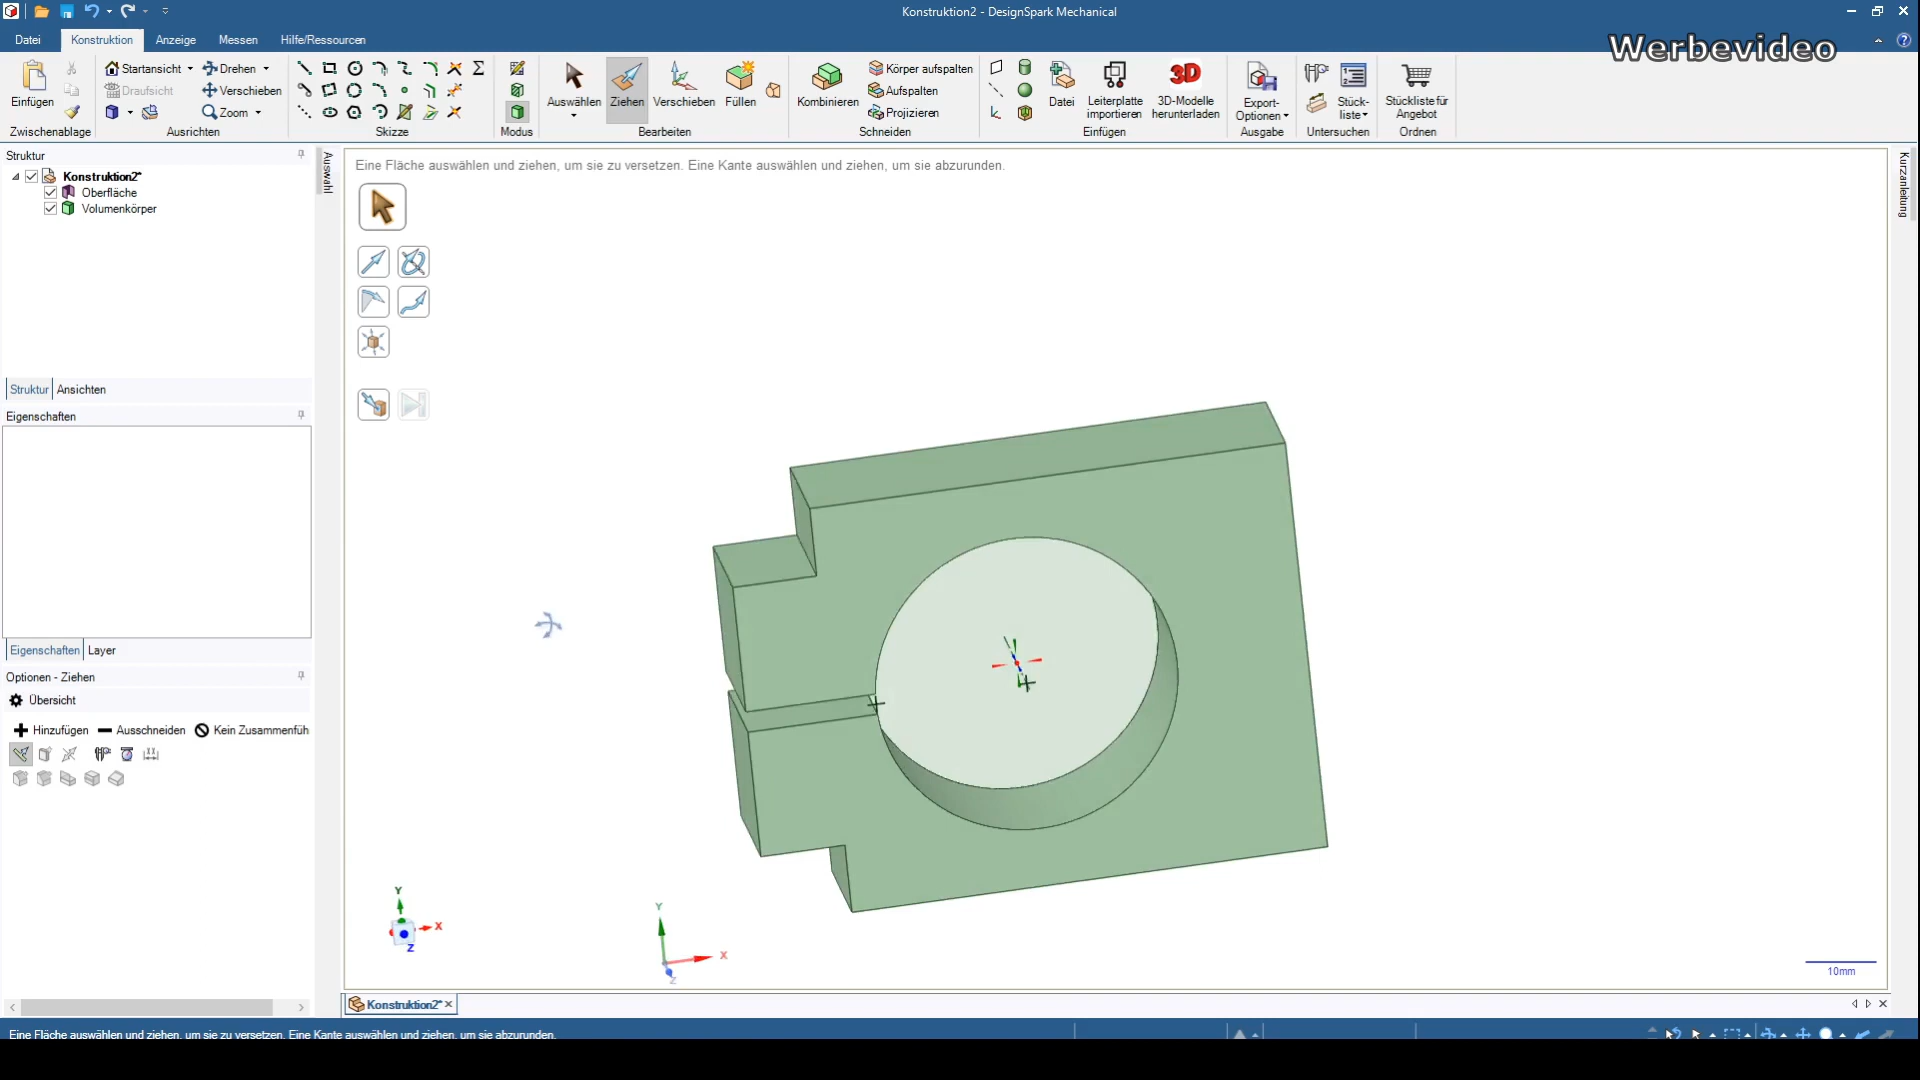 Konstruktion2 - DesignSpark Mechanical
Datei
Konstruktion
Anzeige
Messen
Hilfe/Ressourcen
Werbevideo
Einfügen
Zwischenablage
Startansicht
Draufsicht
Drehen
Verschieben
Zoom
Ausrichten
Skizze
Modus
Auswählen
Ziehen
Verschieben
Füllen
Bearbeiten
Kombinieren
Körper aufspalten
Aufspalten
Projizieren
Schneiden
Datei
Leiterplatte
importieren
3D
3D-Modelle
herunterladen
Einfügen
Export-
Optionen
Ausgabe
Stück-
liste
Untersuchen
Stückliste für
Angebot
Ordnen
Struktur
Konstruktion2*
Oberfläche
Volumenkörper
Struktur
Ansichten
Eigenschaften
Eigenschaften
Layer
Optionen - Ziehen
Übersicht
Hinzufügen
Ausschneiden
Kein Zusammenfüh
Auswahl
Eine Fläche auswählen und ziehen, um sie zu versetzen. Eine Kante auswählen und ziehen, um sie abzurunden.
Kurzanleitung
Y
X
Z
Y
X
Z
10mm
Konstruktion2*
Eine Fläche auswählen und ziehen, um sie zu versetzen. Eine Kante auswählen und ziehen, um sie abzurunden.